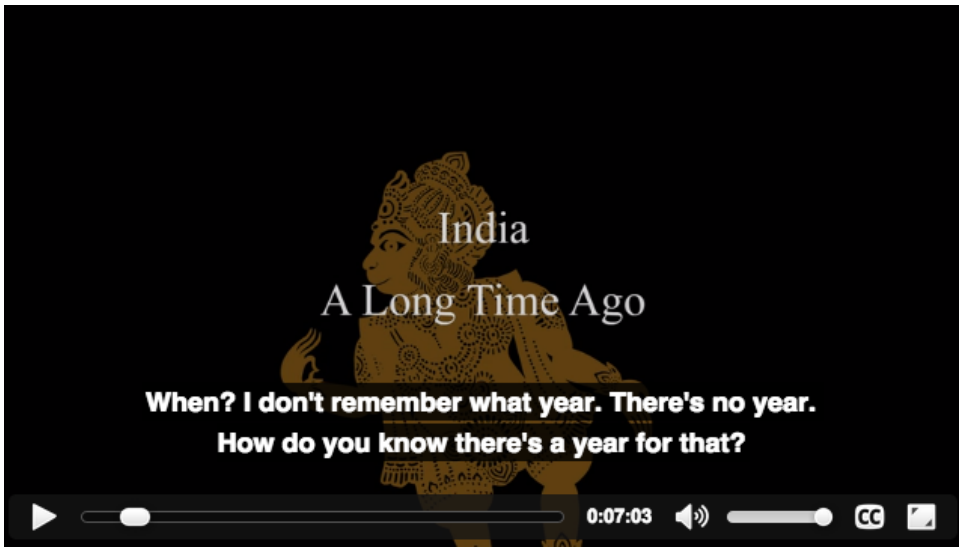 India
A Long Time Ago
When? I don't remember what year. There's no year.
How do you know there's a year for that?
0:07:03
CC